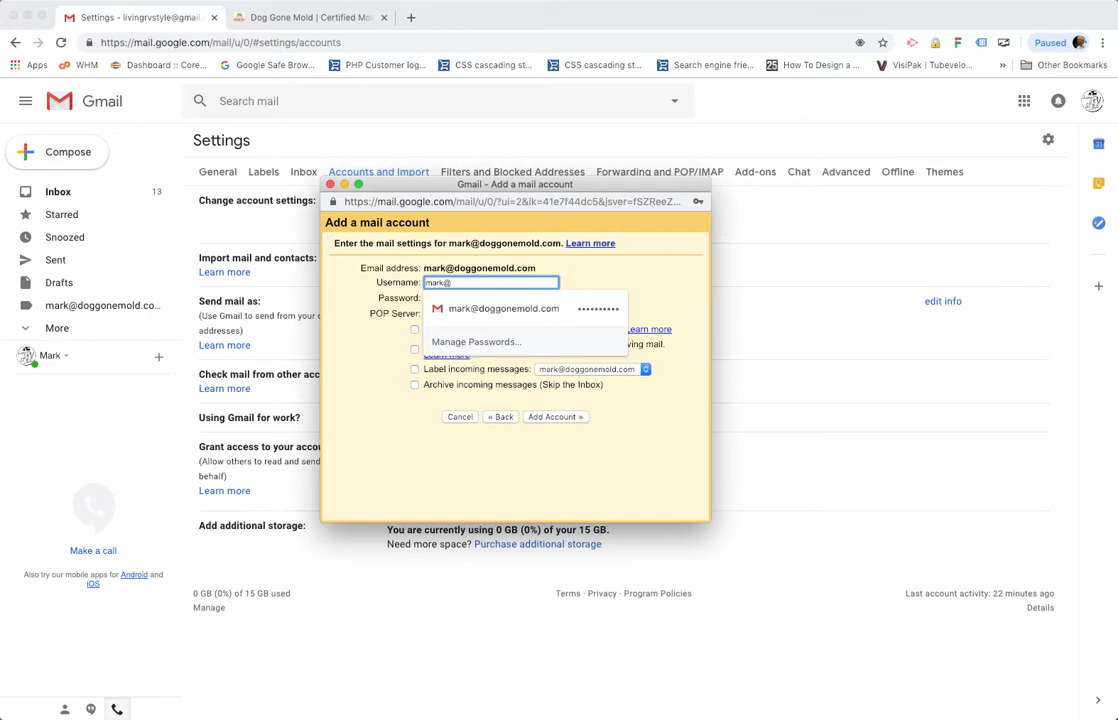 Settings - livingrvstyle@gmail.
Dog Gone Mold | Certified Mol
https://mail.google.com/mail/u/0/#settings/accounts
Paused
Apps
WHM
Dashboard :: Core...
Google Safe Brow...
PHP Customer log...
CSS cascading st...
CSS cascading st...
Search engine frie...
25
How To Design a ...
VisiPak | Tubevelo...
»
Other Bookmarks
Gmail
Search mail
Compose
Inbox 13
Starred
Snoozed
Sent
Drafts
mark@doggonemold.co...
More
Mark
Make a call
Also try our mobile apps for Android and
iOS
Settings
General Labels Inbox Accounts and Import Filters and Blocked Addresses Forwarding and POP/IMAP Add-ons Chat Advanced Offline Themes
Change account settings:
Import mail and contacts:
Learn more
Send mail as:
(Use Gmail to send from your o
addresses)
Learn more
edit info
Check mail from other acc
Learn more
Using Gmail for work?
Grant access to your accou
(Allow others to read and send
behalf)
Learn more
Add additional storage:
You are currently using 0 GB (0%) of your 15 GB.
Need more space? Purchase additional storage
Gmail - Add a mail account
https://mail.google.com/mail/u/0/?ui=2&ik=41e7f44dc5&jsver=fSZReeZ...
Add a mail account
Enter the mail settings for mark@doggonemold.com. Learn more
Email address: mark@doggonemold.com
Username: mark@
Password:
POP Server:
mark@doggonemold.com ••••••••••
Manage Passwords...
earn more
ving mail.
Learn more
Label incoming messages: mark@doggonemold.com
Archive incoming messages (Skip the Inbox)
Cancel
« Back
Add Account »
0 GB (0%) of 15 GB used
Manage
Terms · Privacy · Program Policies
Last account activity: 22 minutes ago
Details
31